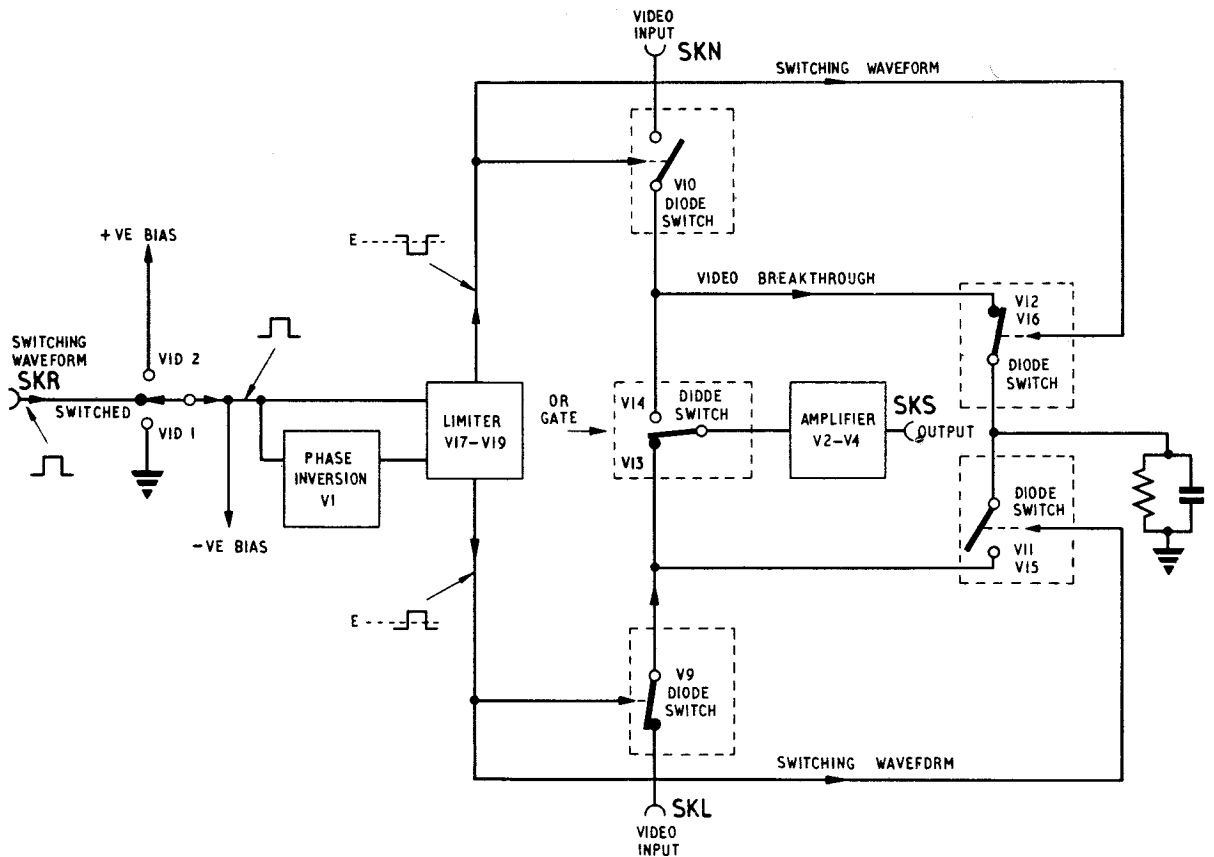 VIDEO
INPUT
SKN
SWITCHING WAVEFORM
V10
DIODE
SWITCH
E
+VE BIAS
VIDEO BREAKTHROUGH
V12
V16
DIODE
SWITCH
SWITCHING
WAVEFORM
SKR
SWITCHED
VID 2
VID 1
-VE BIAS
PHASE
INVERSION
V1
LIMITER
V17-V19
OR
GATE
V14
DIODE
SWITCH
V13
AMPLIFIER
V2-V4
SKS
OUTPUT
DIODE
SWITCH
V11
V15
E
V9
DIODE
SWITCH
SWITCHING WAVEFORM
SKL
VIDEO
INPUT